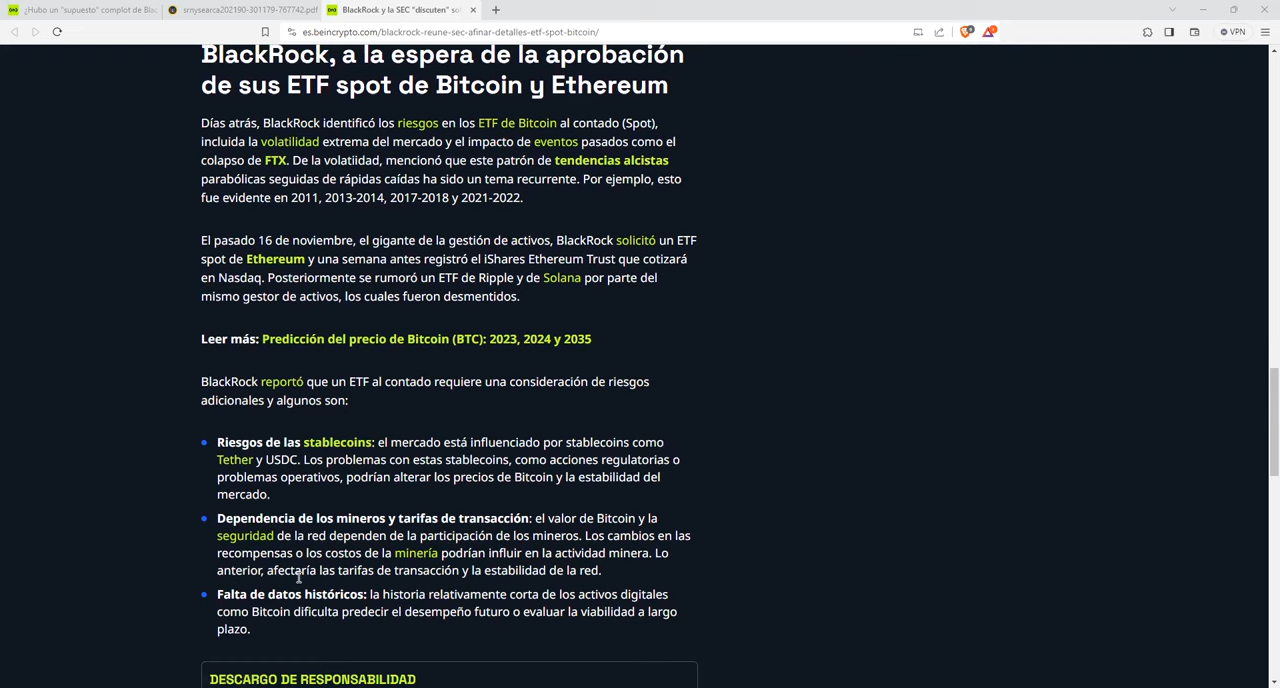 ¿Hubo un "supuesto" complot de Blac
srnysearca202190-301179-767742.pdf
BlackRock y la SEC "discuten" so
es.beincrypto.com/blackrock-reune-sec-afinar-detalles-etf-spot-bitcoin/
VPN
BlackRock, a la espera de la aprobación
de sus ETF spot de Bitcoin y Ethereum
Días atrás, BlackRock identificó los riesgos en los ETF de Bitcoin al contado (Spot),
incluida la volatilidad extrema del mercado y el impacto de eventos pasados como el
colapso de FTX. De la volatiidad, mencionó que este patrón de tendencias alcistas
parabólicas seguidas de rápidas caídas ha sido un tema recurrente. Por ejemplo, esto
fue evidente en 2011, 2013-2014, 2017-2018 y 2021-2022.
El pasado 16 de noviembre, el gigante de la gestión de activos, BlackRock solicitó un ETF
spot de Ethereum y una semana antes registró el iShares Ethereum Trust que cotizará
en Nasdaq. Posteriormente se rumoró un ETF de Ripple y de Solana por parte del
mismo gestor de activos, los cuales fueron desmentidos.
Leer más: Predicción del precio de Bitcoin (BTC): 2023, 2024 y 2035
BlackRock reportó que un ETF al contado requiere una consideración de riesgos
adicionales y algunos son:
Riesgos de las stablecoins: el mercado está influenciado por stablecoins como
Tether y USDC. Los problemas con estas stablecoins, como acciones regulatorias o
problemas operativos, podrían alterar los precios de Bitcoin y la estabilidad del
mercado.
Dependencia de los mineros y tarifas de transacción: el valor de Bitcoin y la
seguridad de la red dependen de la participación de los mineros. Los cambios en las
recompensas o los costos de la minería podrían influir en la actividad minera. Lo
anterior, afectaría las tarifas de transacción y la estabilidad de la red.
Falta de datos históricos: la historia relativamente corta de los activos digitales
como Bitcoin dificulta predecir el desempeño futuro o evaluar la viabilidad a largo
plazo.
DESCARGO DE RESPONSABILIDAD